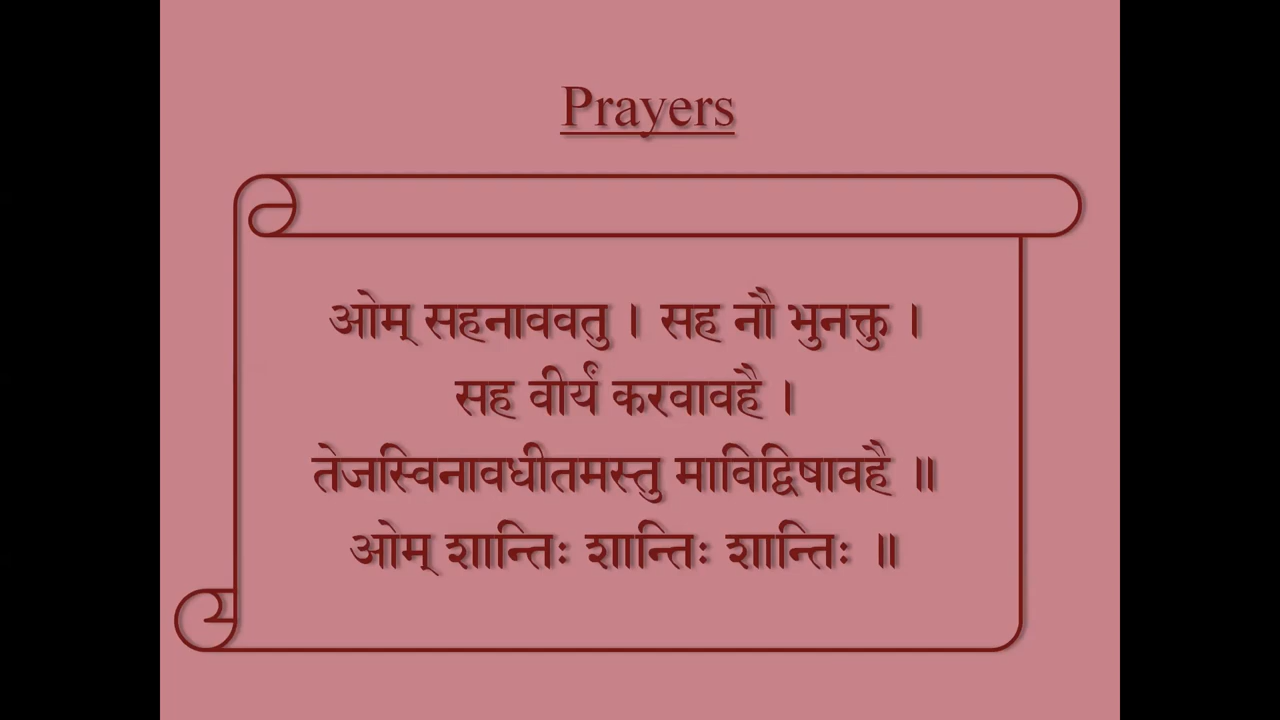 Prayers
ओम् सहनाववतु । सह नौ भुनक्तु ।
सह वीर्यं करवावहै ।
तेजस्विनावधीतमस्तु माविद्विषावहै ॥
ओम् शान्तिः शान्तिः शान्तिः ॥